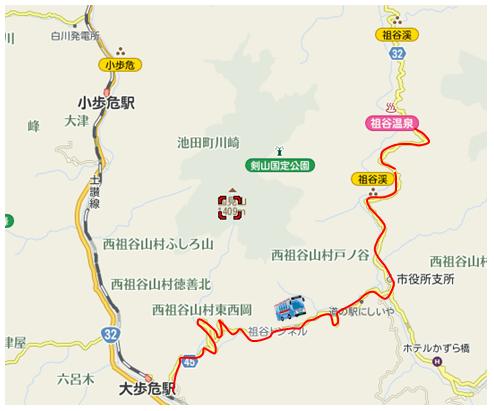 白川発電所
川
祖谷渓
32
小歩危
小歩危駅
大津
峰
祖谷温泉
池田町川崎
剣山国定公園
土讃線
祖谷渓
1409m
西祖谷山村ふしろ山
西祖谷山村戸ノ谷
西祖谷山村
西祖谷山村徳善北
市役所支所
西祖谷山村東西岡
道の駅にしいや
祖谷トンネル
32
津屋
45
ホテルかずら橋
H
六呂木
大歩危駅